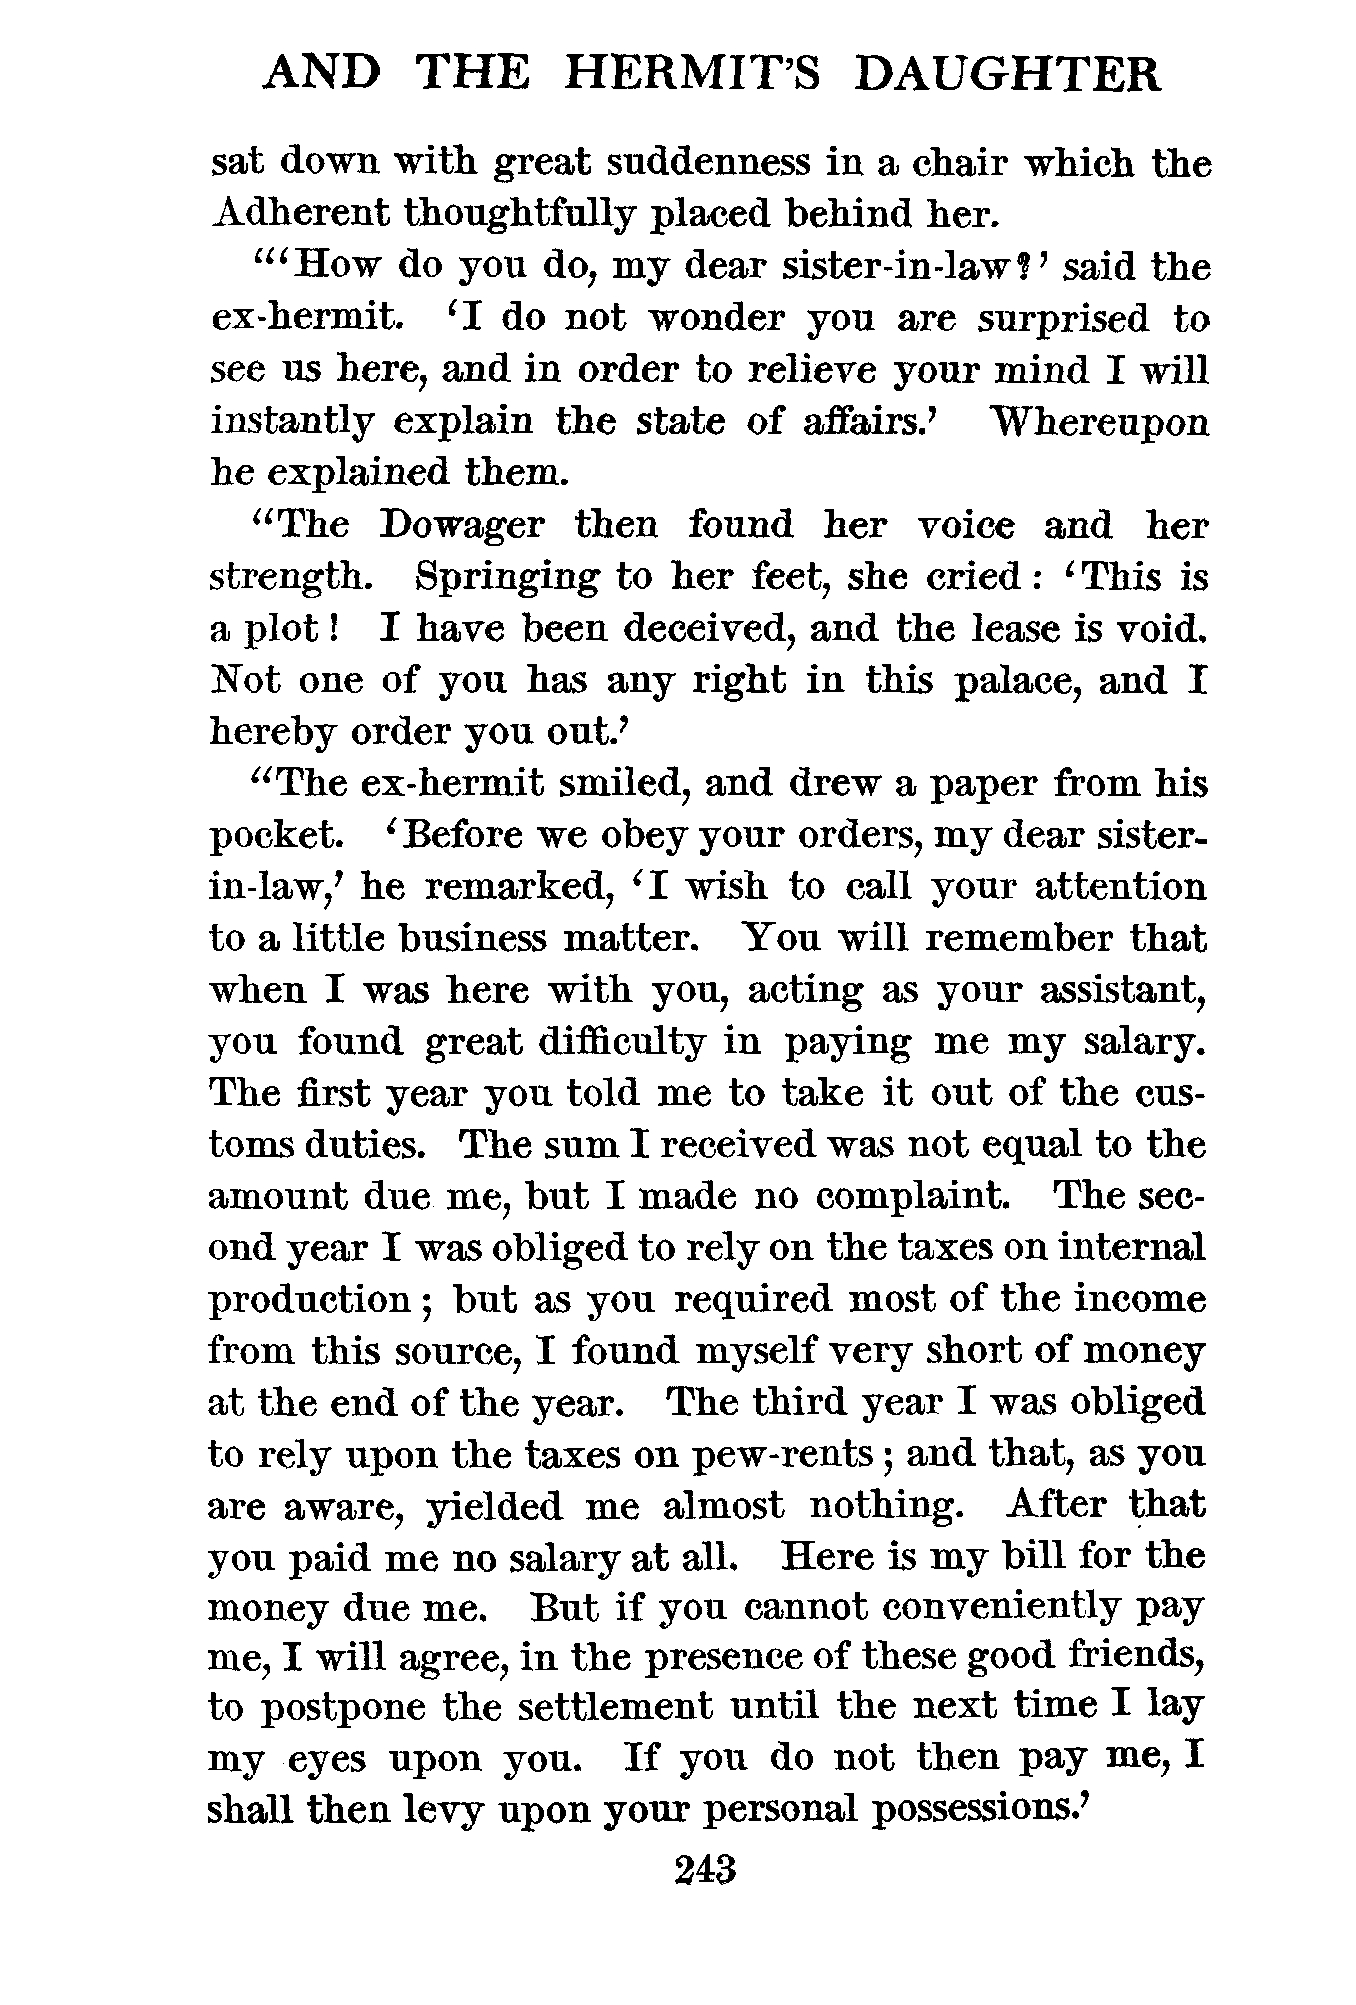 AND THE HERMIT'S DAUGHTER
sat down with great suddenness in a chair which the
Adherent thoughtfully placed behind her.
"'How do you do, my dear sister-in-law?' said the
ex-hermit. 'I do not wonder you are surprised to
see us here, and in order to relieve your mind I will
instantly explain the state of affairs.' Whereupon
he explained them.
"The Dowager then found her voice and her
strength. Springing to her feet, she cried: 'This is
a plot! I have been deceived, and the lease is void.
Not one of you has any right in this palace, and I
hereby order you out.'
"The ex-hermit smiled, and drew a paper from his
pocket. 'Before we obey your orders, my dear sister-
in-law,' he remarked, 'I wish to call your attention
to a little business matter. You will remember that
when I was here with you, acting as your assistant,
you found great difficulty in paying me my salary.
The first year you told me to take it out of the cus-
toms duties. The sum I received was not equal to the
amount due me, but I made no complaint. The sec-
ond year I was obliged to rely on the taxes on internal
production; but as you required most of the income
from this source, I found myself very short of money
at the end of the year. The third year I was obliged
to rely upon the taxes on pew-rents; and that, as you
are aware, yielded me almost nothing. After that
you paid me no salary at all. Here is my bill for the
money due me. But if you cannot conveniently pay
me, I will agree, in the presence of these good friends,
to postpone the settlement until the next time I lay
my eyes upon you. If you do not then pay me, I
shall then levy upon your personal possessions.'
243